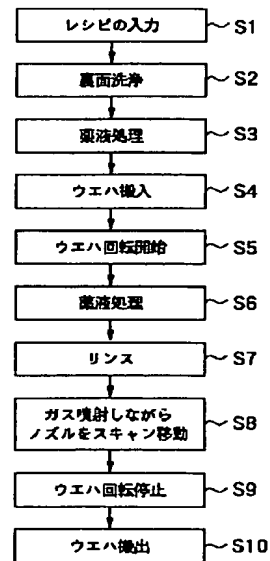 レシピの入力 S1
裏面洗浄 S2
薬液処理 S3
ウエハ搬入 S4
ウエハ回転開始 S5
薬液処理 S6
リンス S7
ガス噴射しながら
ノズルをスキャン移動 S8
ウエハ回転停止 S9
ウエハ搬出 S10